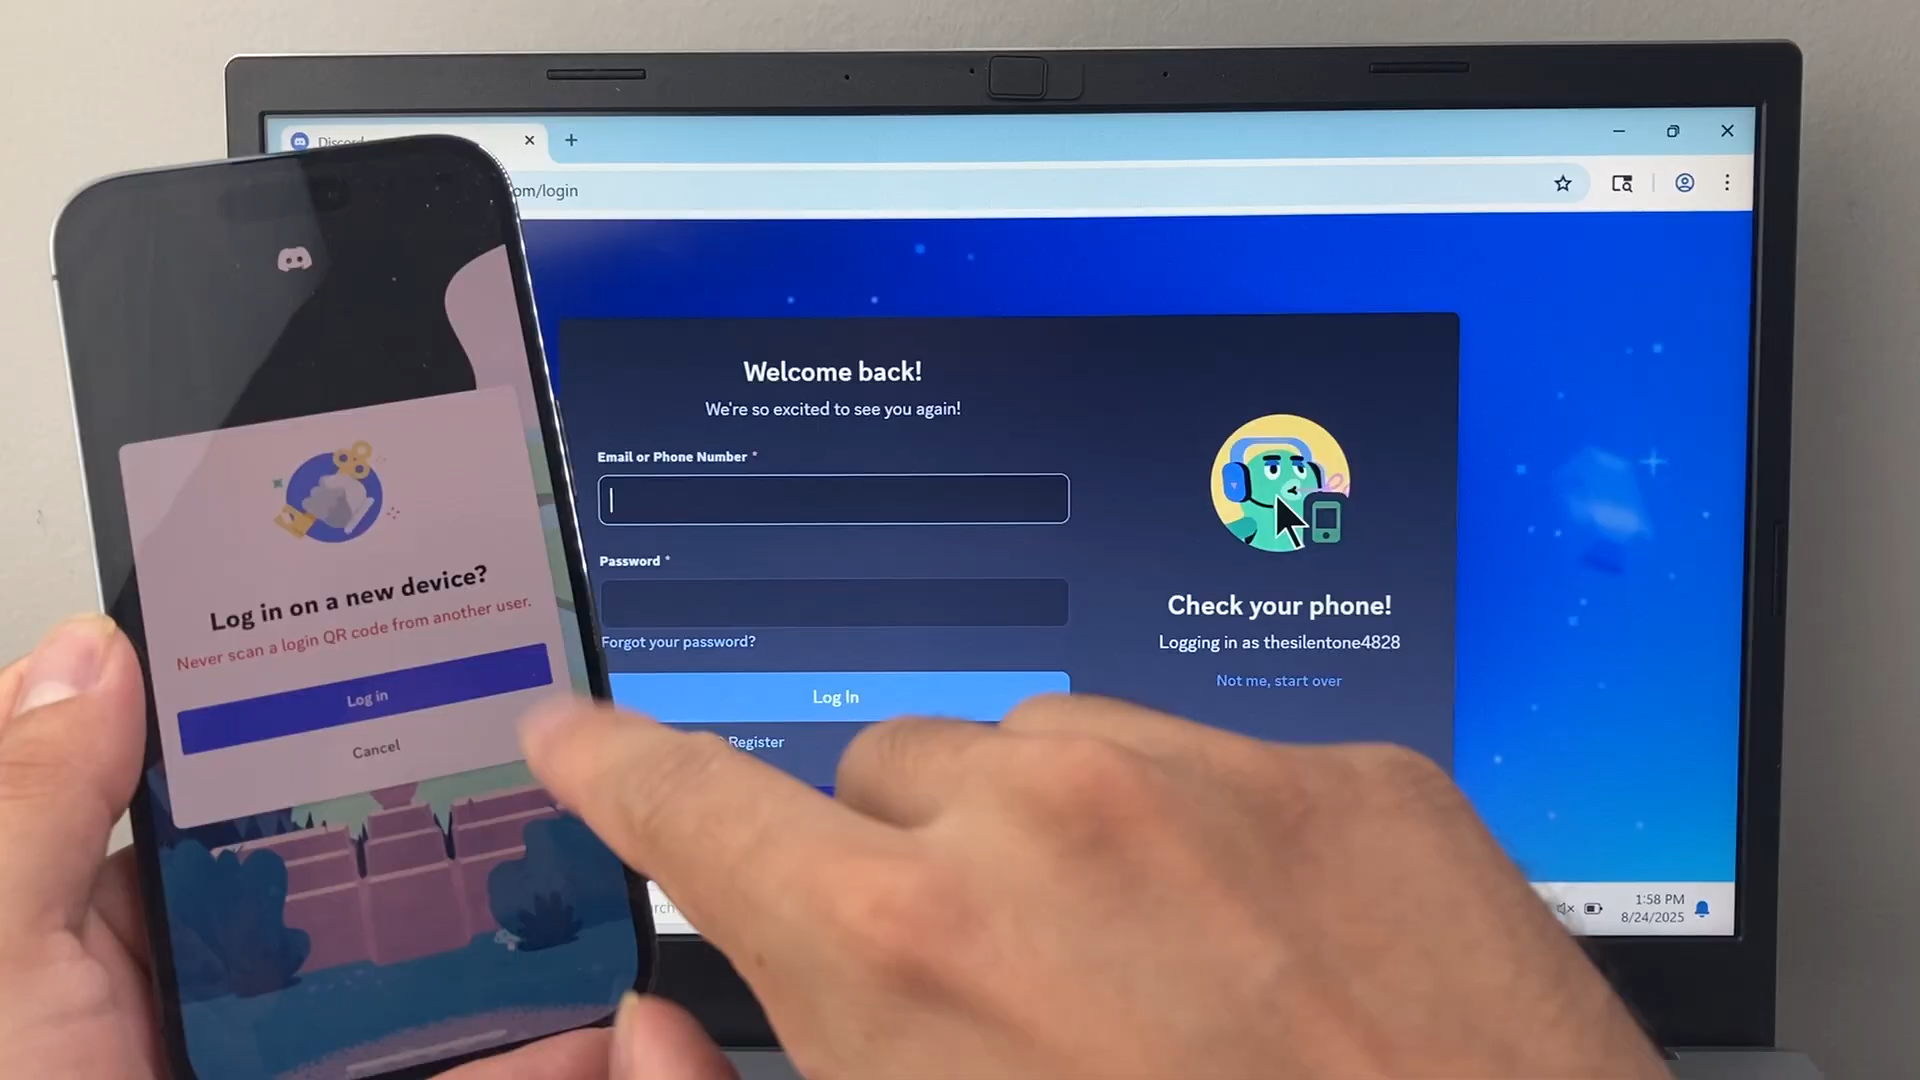 Discord
om/login
Welcome back!
We're so excited to see you again!
Email or Phone Number *
Password *
Forgot your password?
Log In
Register
Check your phone!
Logging in as thesilentone4828
Not me, start over
Log in on a new device?
Never scan a login QR code from another user.
Log in
Cancel
1:58 PM
8/24/2025